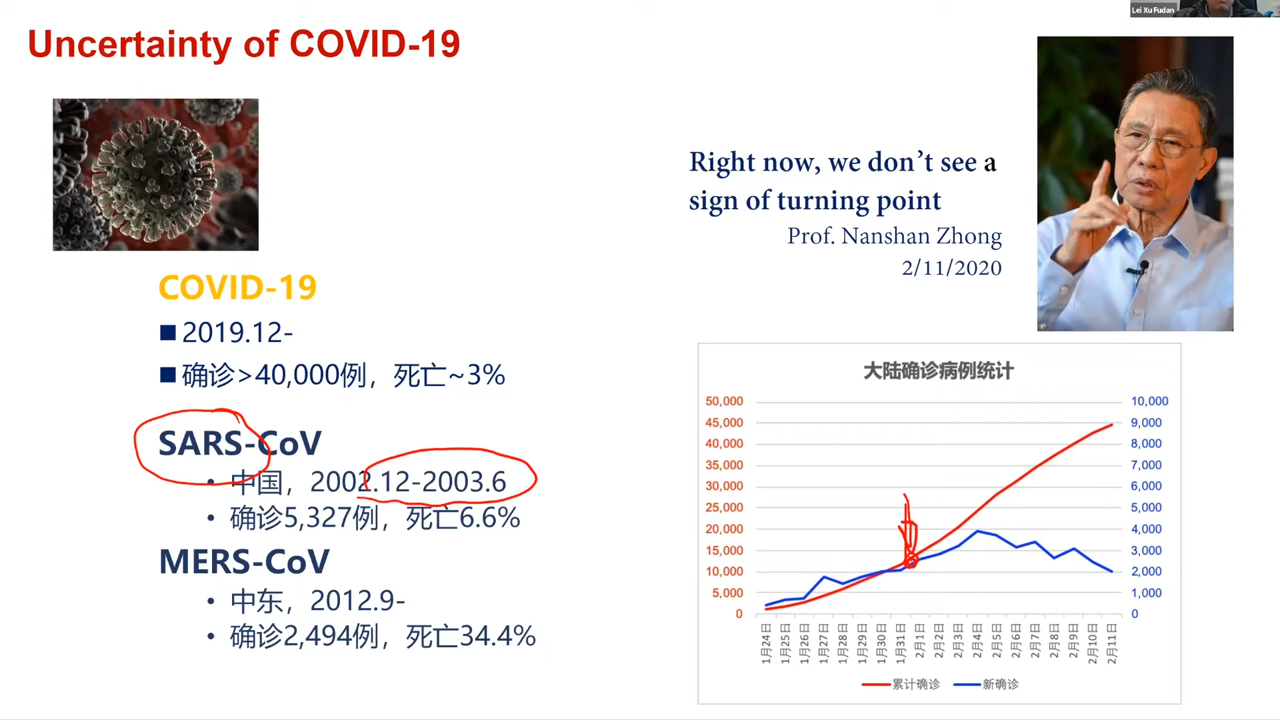 Lei Xu Fudan
Uncertainty of COVID-19
Right now, we don't see a
sign of turning point
Prof. Nanshan Zhong
2/11/2020
COVID-19
■ 2019.12-
■ 确诊>40,000例，死亡~3%
SARS-CoV
• 中国，2002.12-2003.6
• 确诊5,327例，死亡6.6%
MERS-CoV
• 中东，2012.9-
• 确诊2,494例，死亡34.4%
大陆确诊病例统计
50,000 10,000
45,000 9,000
40,000 8,000
35,000 7,000
30,000 6,000
25,000 5,000
20,000 4,000
15,000 3,000
10,000 2,000
5,000 1,000
0 0
1月24日 1月25日 1月26日 1月27日 1月28日 1月29日 1月30日 1月31日 2月1日 2月2日 2月3日 2月4日 2月5日 2月6日 2月7日 2月8日 2月9日 2月10日 2月11日
累计确诊 新确诊